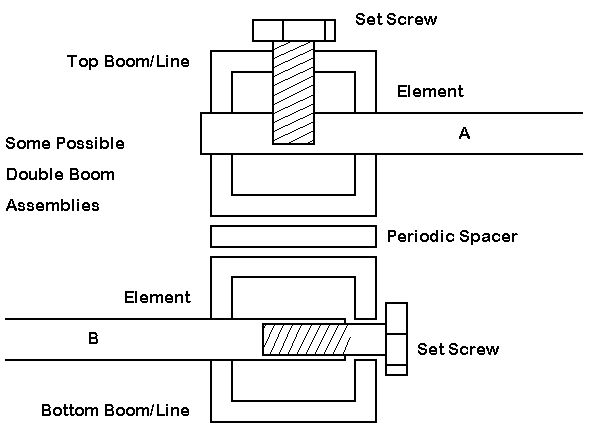 Set Screw
Top Boom/Line
Element
A
Some Possible
Double Boom
Assemblies
Periodic Spacer
Element
B
Set Screw
Bottom Boom/Line